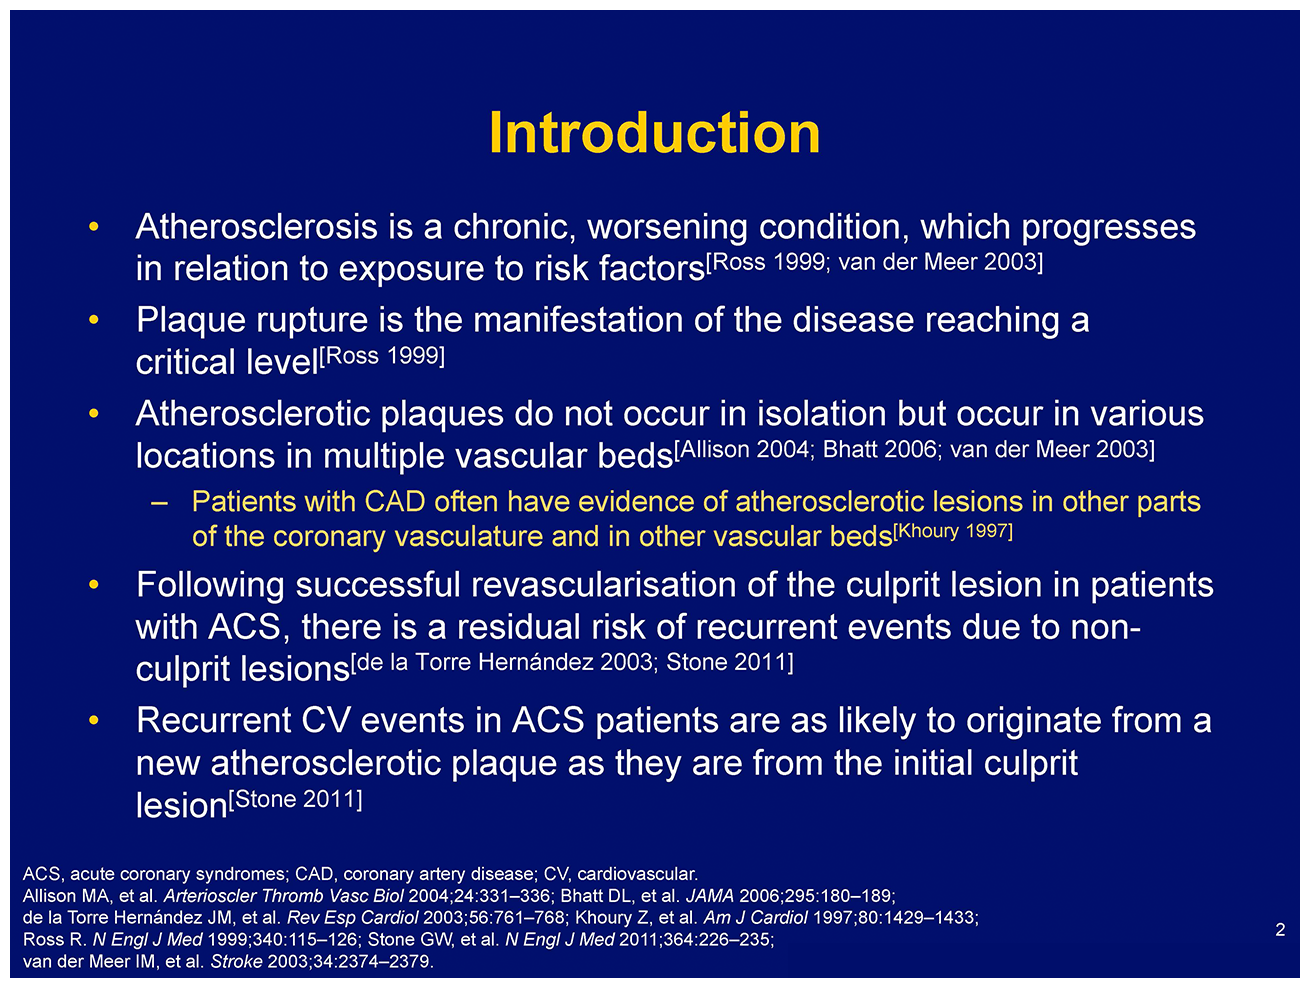 Introduction
• Atherosclerosis is a chronic, worsening condition, which progresses
in relation to exposure to risk factors[Ross 1999; van der Meer 2003]
• Plaque rupture is the manifestation of the disease reaching a
critical level[Ross 1999]
• Atherosclerotic plaques do not occur in isolation but occur in various
locations in multiple vascular beds[Allison 2004; Bhatt 2006; van der Meer 2003]
– Patients with CAD often have evidence of atherosclerotic lesions in other parts
of the coronary vasculature and in other vascular beds[Khoury 1997]
• Following successful revascularisation of the culprit lesion in patients
with ACS, there is a residual risk of recurrent events due to non-
culprit lesions[de la Torre Hernández 2003; Stone 2011]
• Recurrent CV events in ACS patients are as likely to originate from a
new atherosclerotic plaque as they are from the initial culprit
lesion[Stone 2011]
ACS, acute coronary syndromes; CAD, coronary artery disease; CV, cardiovascular.
Allison MA, et al. Arterioscler Thromb Vasc Biol 2004;24:331–336; Bhatt DL, et al. JAMA 2006;295:180–189;
de la Torre Hernández JM, et al. Rev Esp Cardiol 2003;56:761–768; Khoury Z, et al. Am J Cardiol 1997;80:1429–1433;
Ross R. N Engl J Med 1999;340:115–126; Stone GW, et al. N Engl J Med 2011;364:226–235;
van der Meer IM, et al. Stroke 2003;34:2374–2379.
2